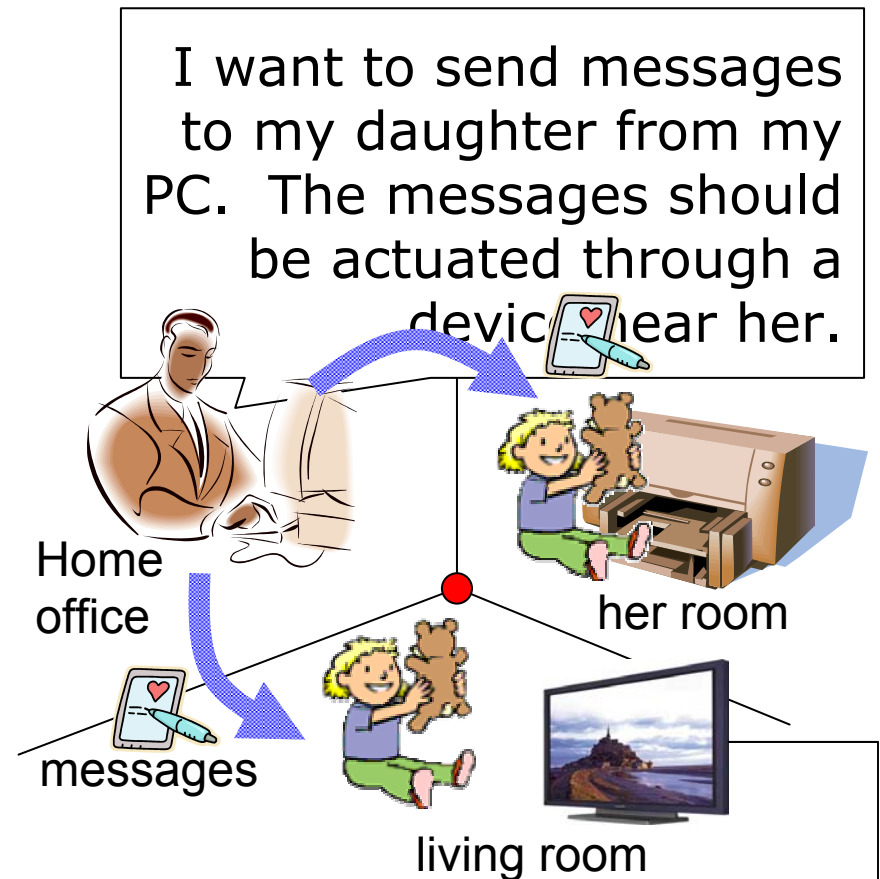 I want to send messages
to my daughter from my
PC. The messages should
be actuated through a
device near her.
Home
office
her room
messages
living room